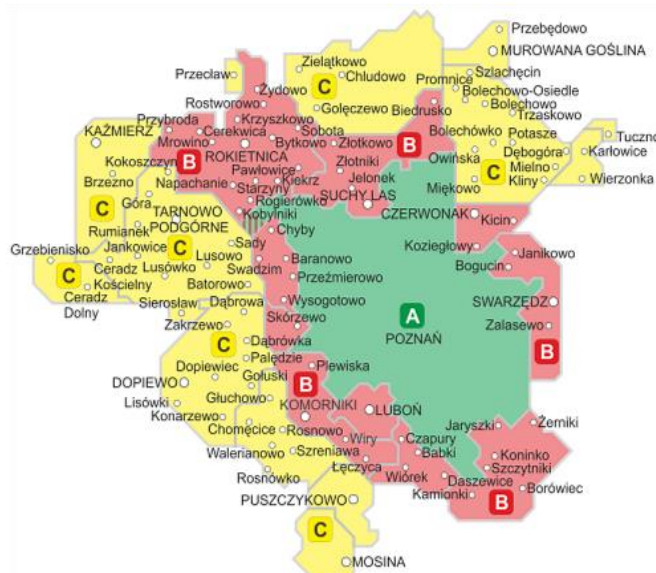 Przebędowo
MUROWANA GOŚLINA
Zielątkowo
Przecław
C
Chludowo
Promnice
Szlachęcin
Żydowo
Bolechowo-Osiedle
Rostworowo
Golęczewo
Biedrusko
Bolechowo
Przybroda
Krzyszkowo
Trzaskowo
KAŹMIERZ
Cerekwica
Sobota
Bolechówko
Potasze
Tuczno
Mrowino
B
ROKIETNICA
Bytkowo
Złotkowo
B
Owińska
Dębogóra
Karłowice
Kokoszczyn
Pawłowice
Złotniki
C
Mielno
Brzezno
Napachanie
Kiekrz
Jelonek
Miękowo
Kliny
Wierzonka
Starzyny
SUCHY LAS
Góra
Rogierówko
C
TARNOWO
PODGÓRNE
Kobylniki
CZERWONAK
Kicin
Rumianek
Chyby
Grzebienisko
Jankowice
C
Sady
Koziegłowy
Janikowo
C
Ceradz
Kościelny
Lusowo
Baranowo
Bogucin
Lusówko
Swadzim
Przeźmierowo
Ceradz
Dolny
Batorowo
Sierosław
Dąbrowa
Wysogotowo
SWARZĘDZ
Zakrzewo
Skórzewo
A
POZNAŃ
Zalasewo
C
Dąbrówka
B
Dopiewiec
Palędzie
Plewiska
DOPIEWO
Gołuski
B
Lisówki
Głuchowo
KOMORNIKI
LUBOŃ
Konarzewo
Chomęcice
Rosnowo
Jaryszki
Żerniki
Walerianowo
Wiry
Czapury
Szreniawa
Babki
Koninko
Rosnówko
Łęczyca
Szczytniki
Wiórek
Daszewice
PUSZCZYKOWO
Kamionki
B
Borówiec
C
MOSINA